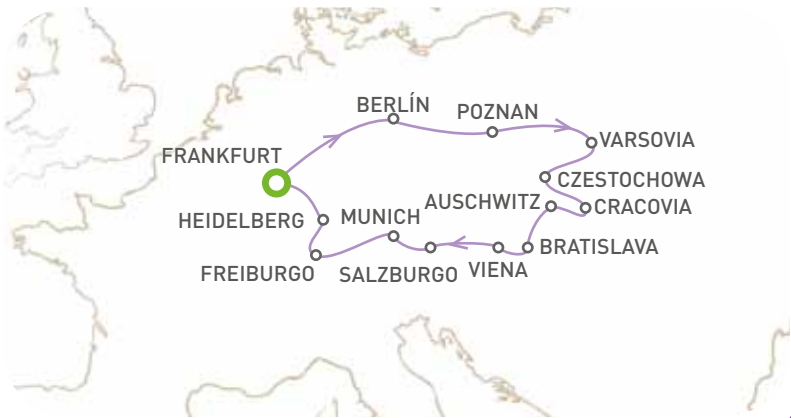 BERLÍN
POZNAN
VARSOVIA
FRANKFURT
CZESTOCHOWA
AUSCHWITZ
CRACOVIA
HEIDELBERG
MUNICH
BRATISLAVA
FREIBURGO
SALZBURGO
VIENA